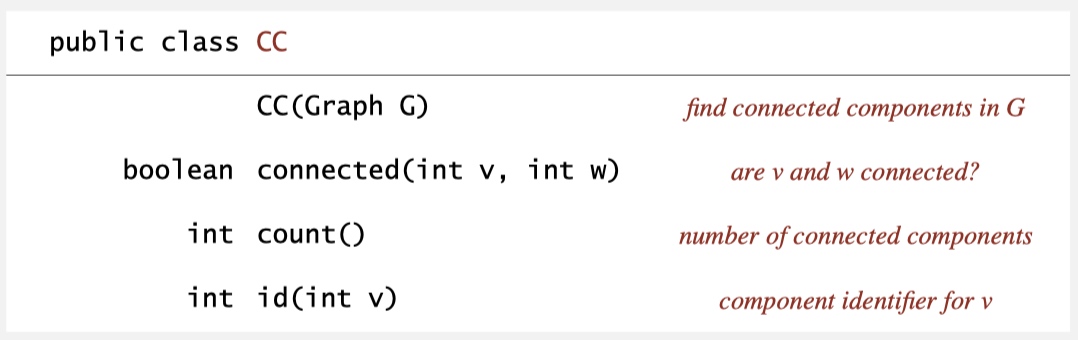 public class CC
CC(Graph G) find connected components in G
boolean connected(int v, int w) are v and w connected?
int count() number of connected components
int id(int v) component identifier for v